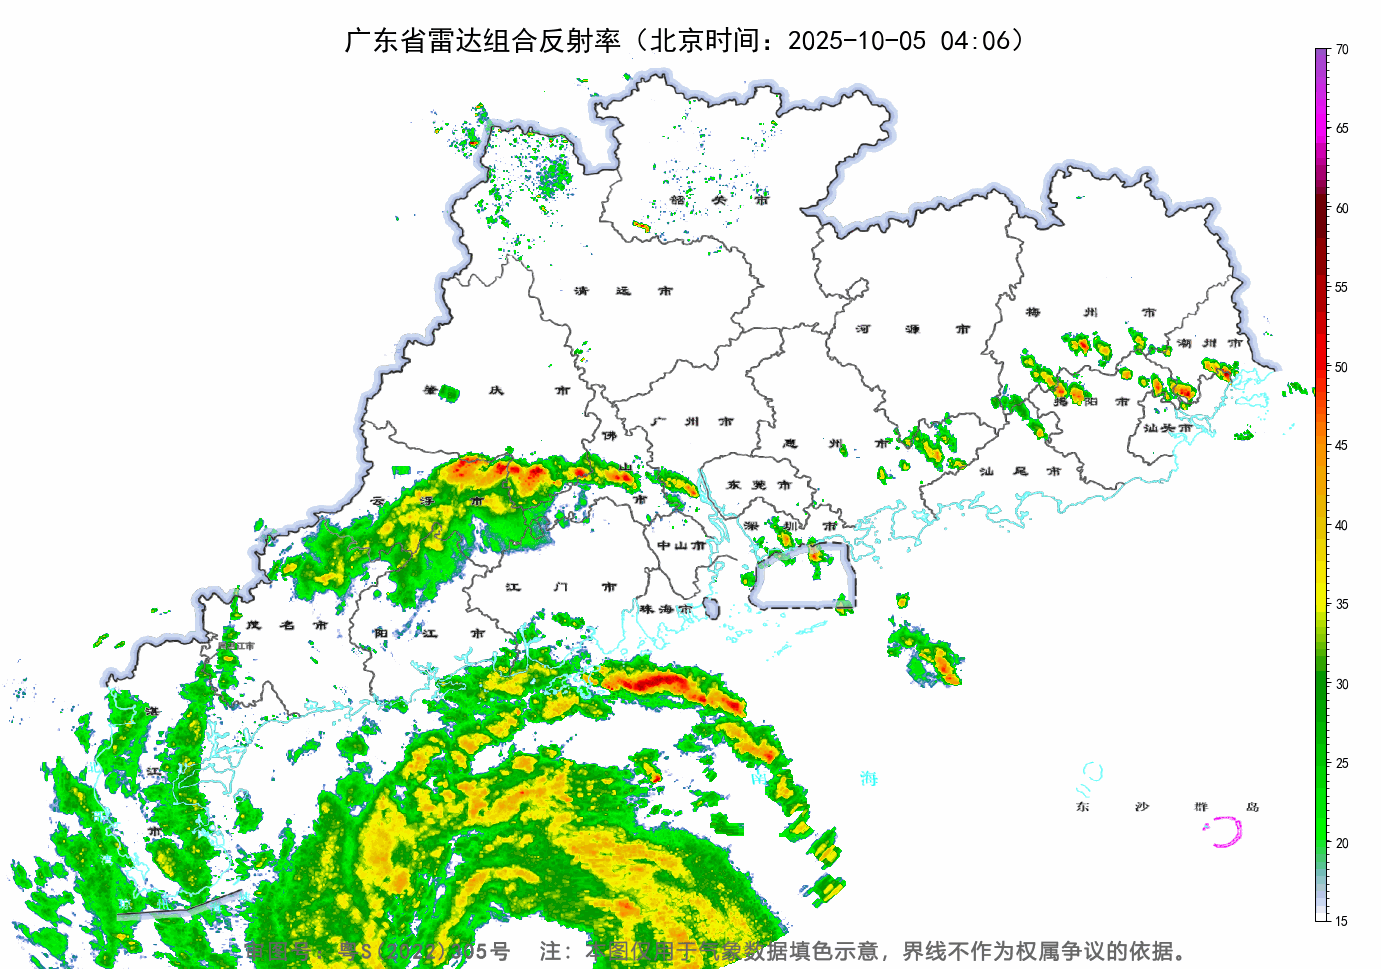 广东省雷达组合反射率（北京时间：2025-10-05 04:06）
70
65
60
55
50
45
40
35
30
25
20
15
韶关市
清远市
河源市
梅州市
潮州市
肇庆市
广州市
佛山市
惠州市
揭阳市
汕头市
汕尾市
东莞市
云浮市
深圳市
中山市
江门市
珠海市
茂名市
阳江市
湛江市
南海
东沙群岛
审图号：粤S(2022)305号 注：本图仅用于气象数据填色示意，界线不作为权属争议的依据。